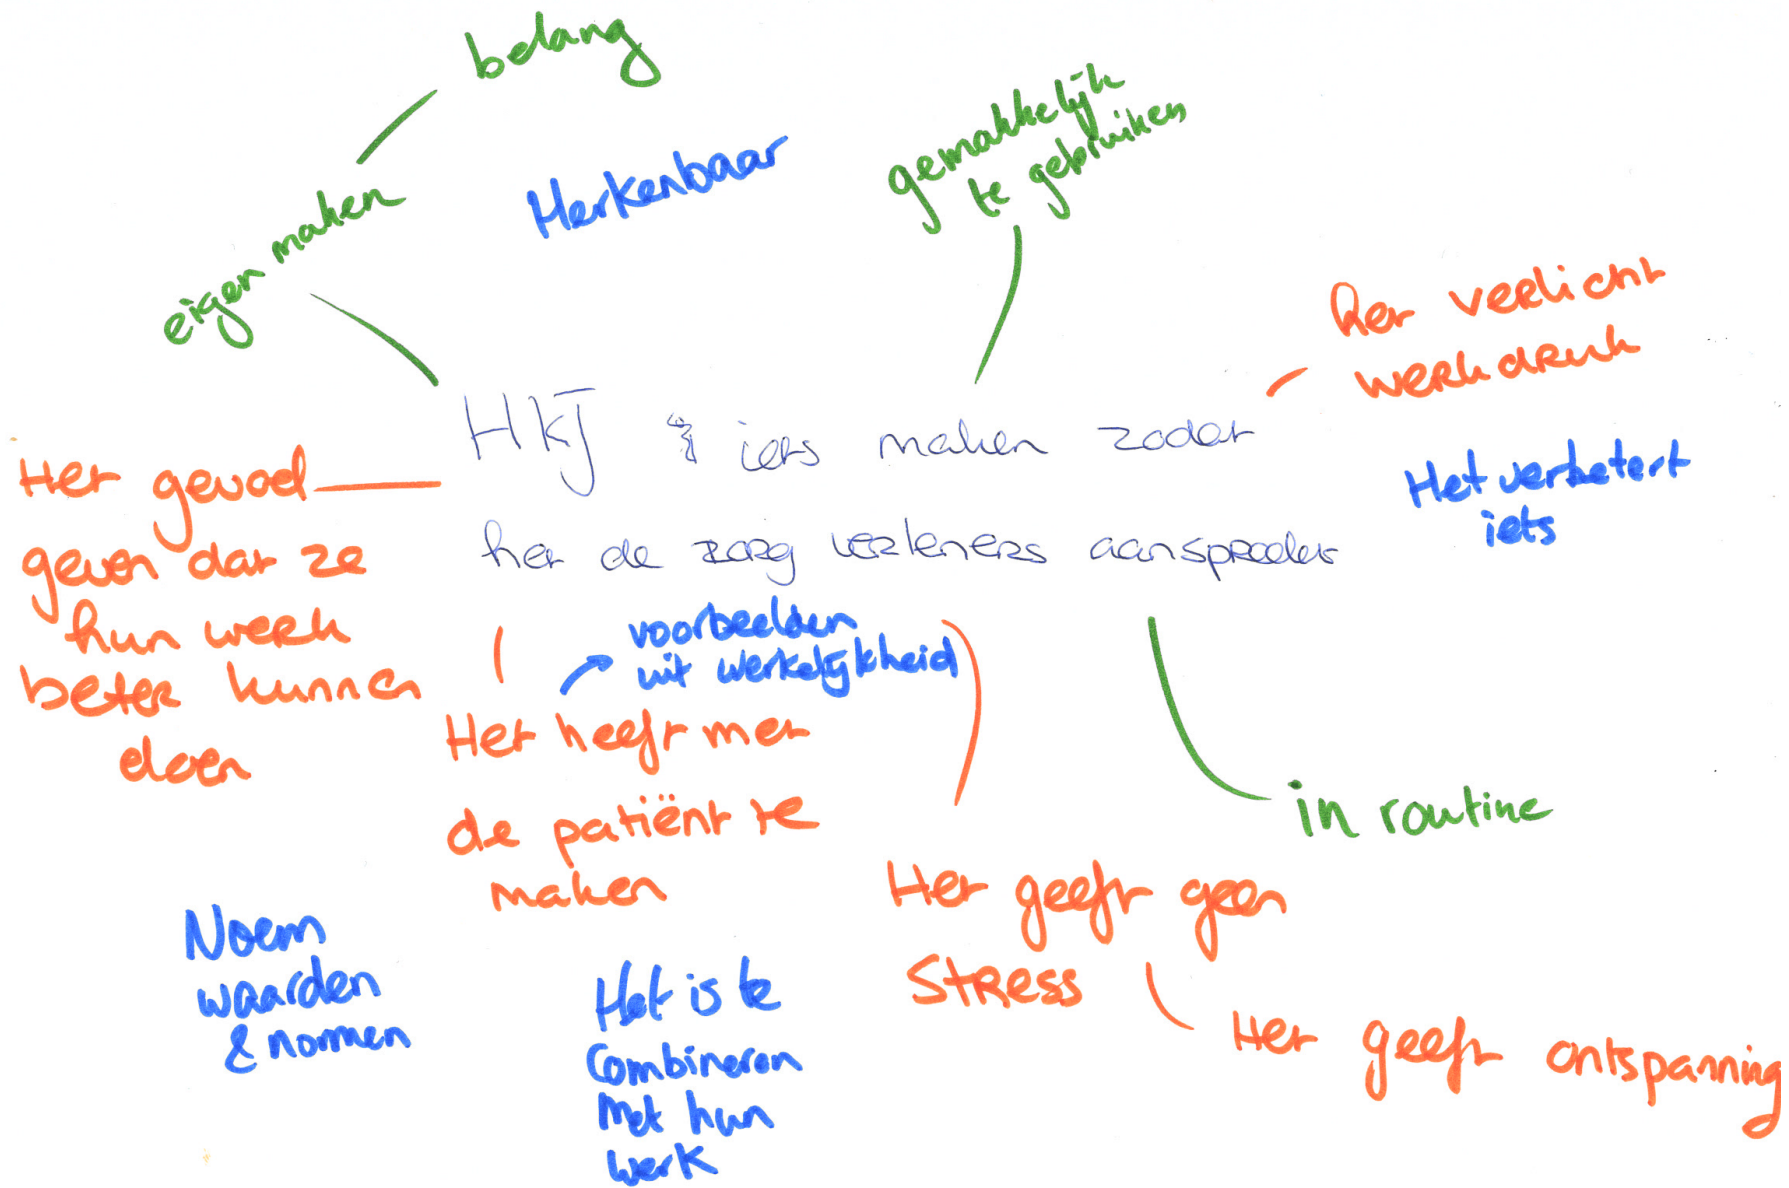 belang
eigen maken
Herkenbaar
gemakkelijk
te gebruiken
het verlicht
werkdruk
HKJ iets maken zodat
het de zorg verleners aanspreekt
Het verbetert
iets
Het gevoel
geven dat ze
hun werk
beter kunnen
doen
voorbeelden
uit werkelijkheid
Het heeft met
de patiënt te
maken
in routine
Het geeft geen
STRESS
Het geeft ontspanning
Noem
waarden
& normen
Het is te
combineren
met hun
werk